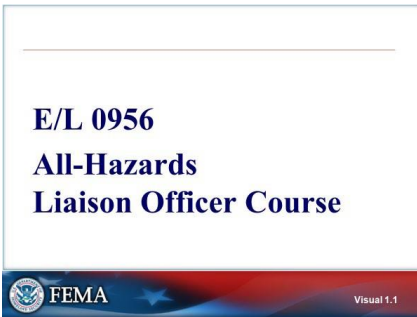 E/L 0956
All-Hazards
Liaison Officer Course
FEMA
Visual 1.1